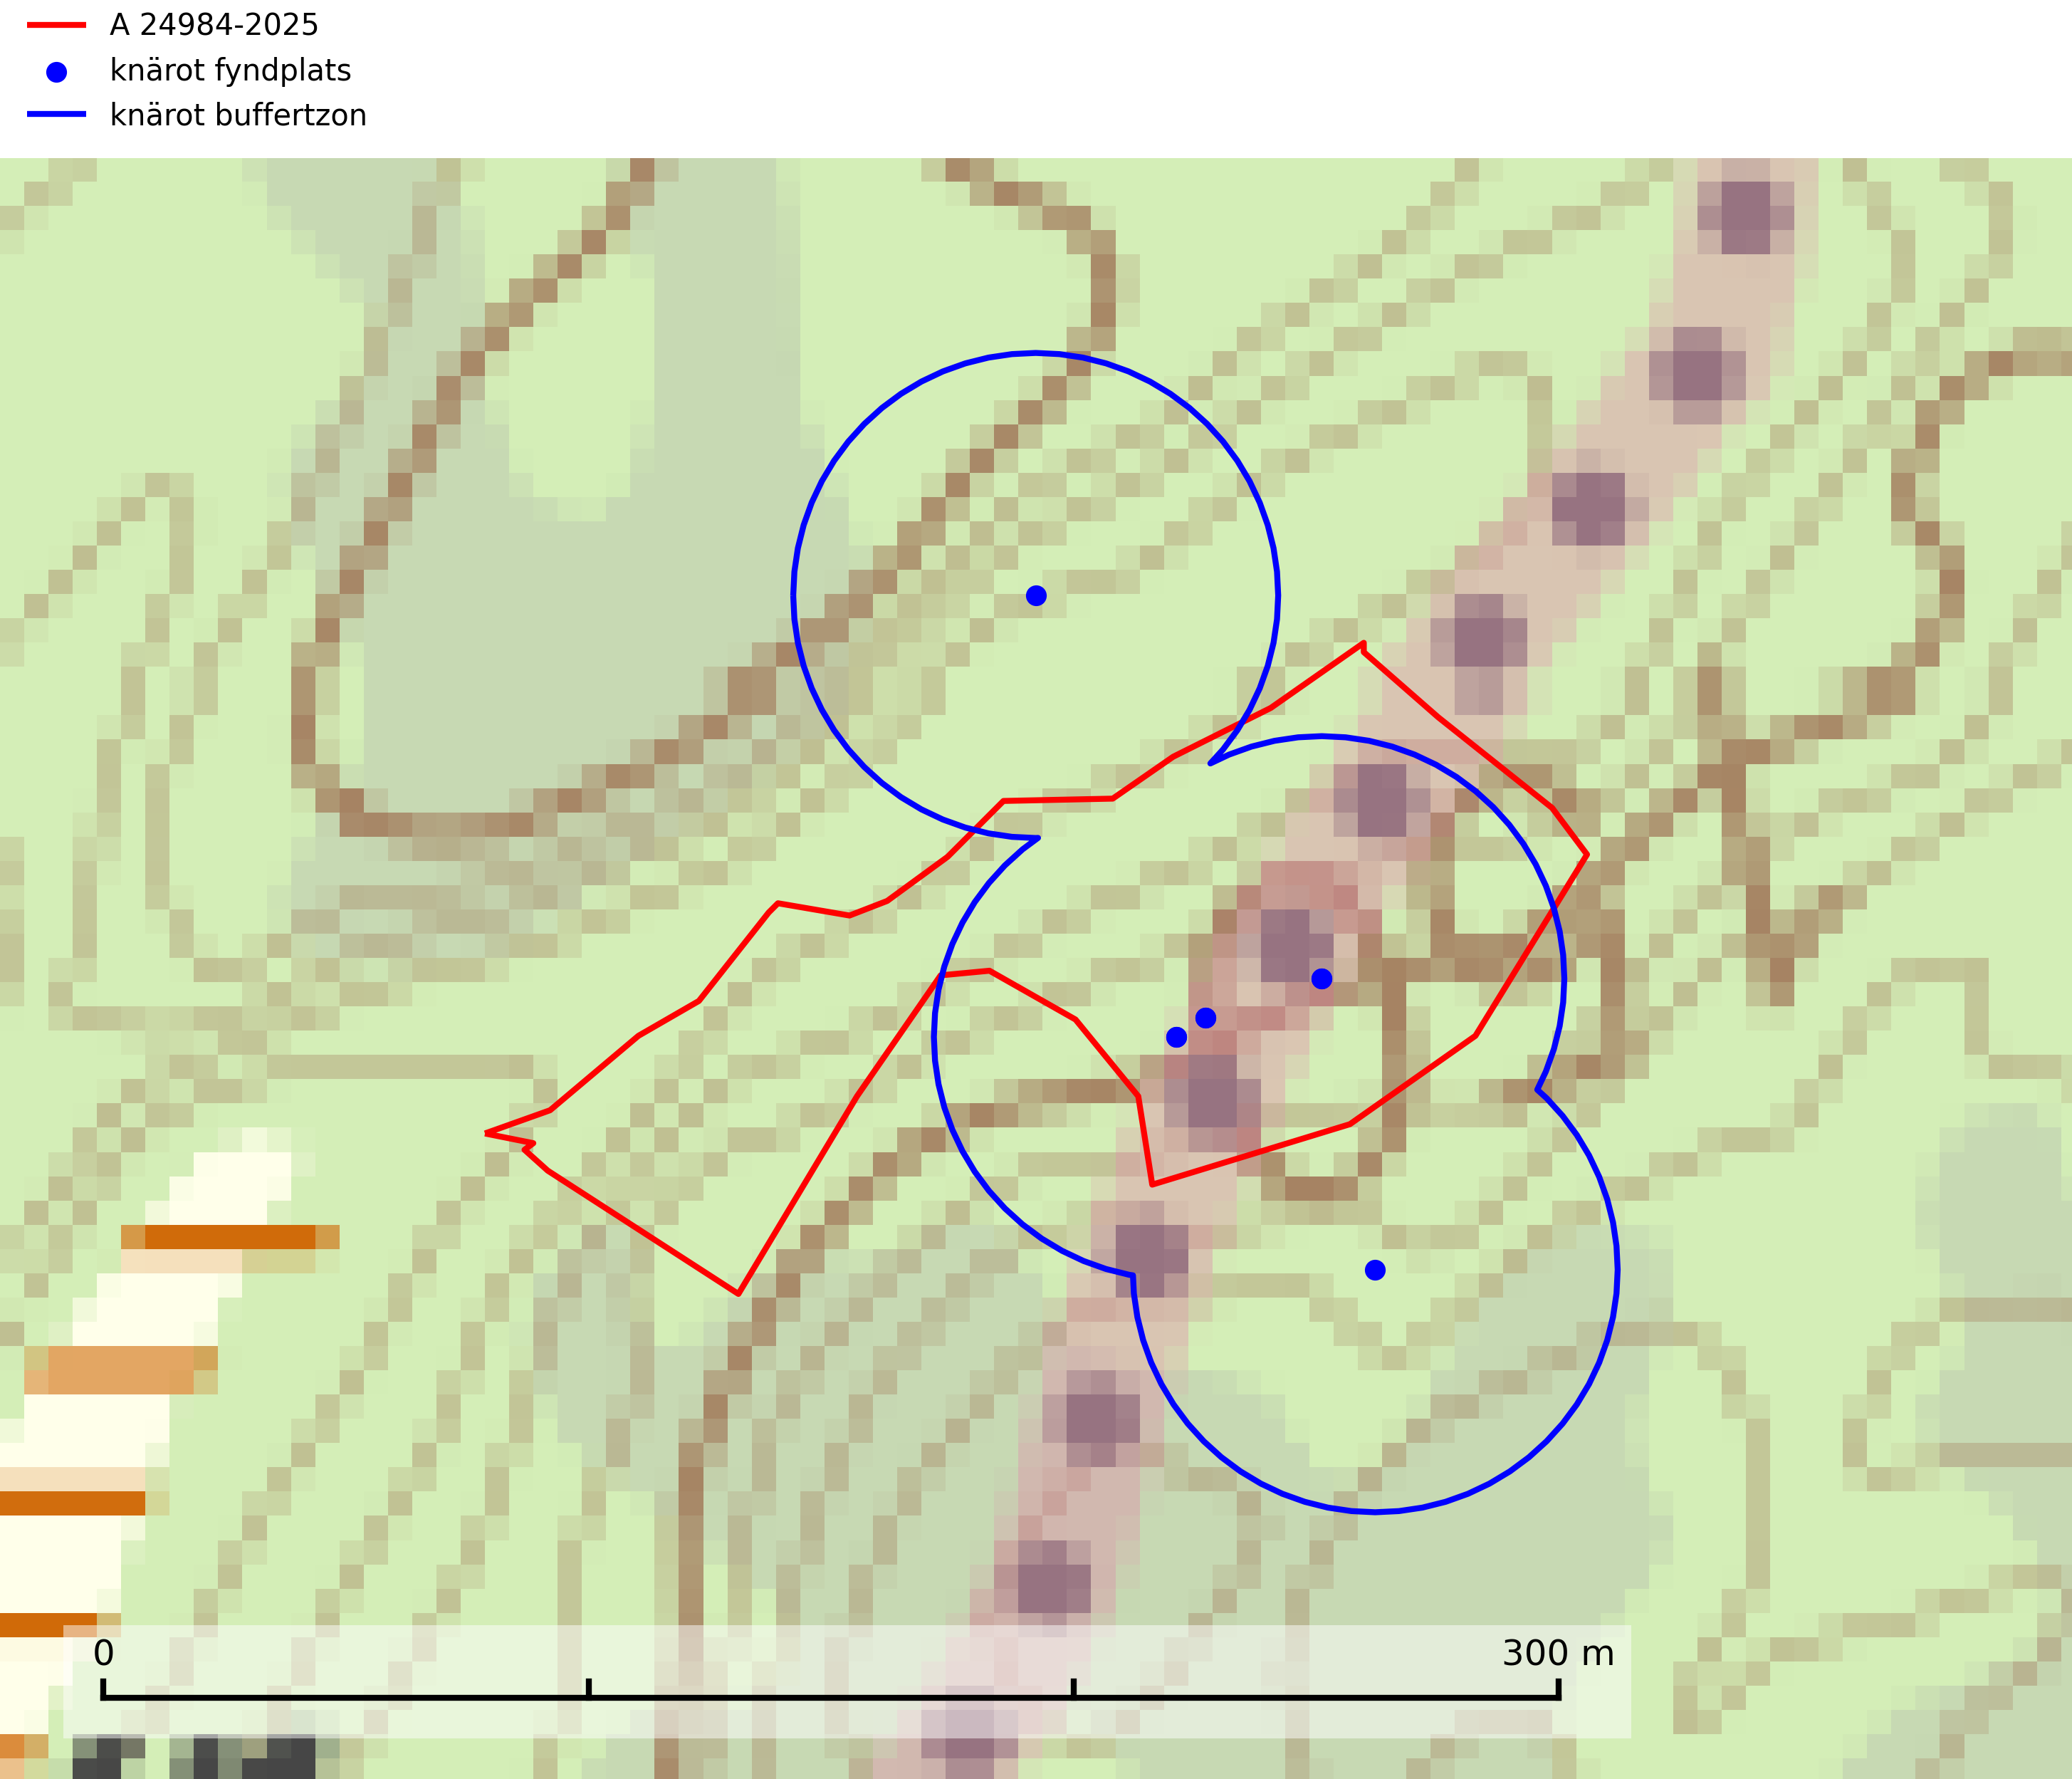 A 24984-2025
knärot fyndplats
knärot buffertzon
0
300 m